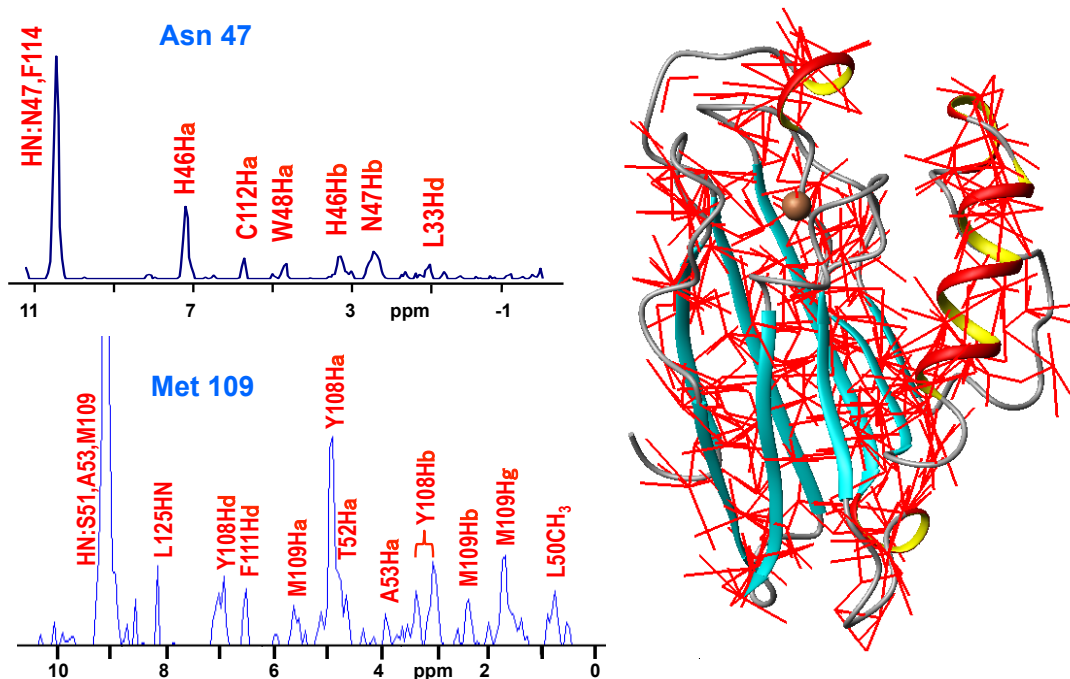 Asn 47
HN:N47,F114
H46Ha
C112Ha
W48Ha
H46Hb
N47Hb
L33Hd
11 7 3 ppm -1
Met 109
HN:S51,A53,M109
L125HN
Y108Hd
F111Hd
M109Ha
Y108Ha
T52Ha
A53Ha
Y108Hb
M109Hb
M109Hg
L50CH₃
10 8 6 4 ppm 2 0